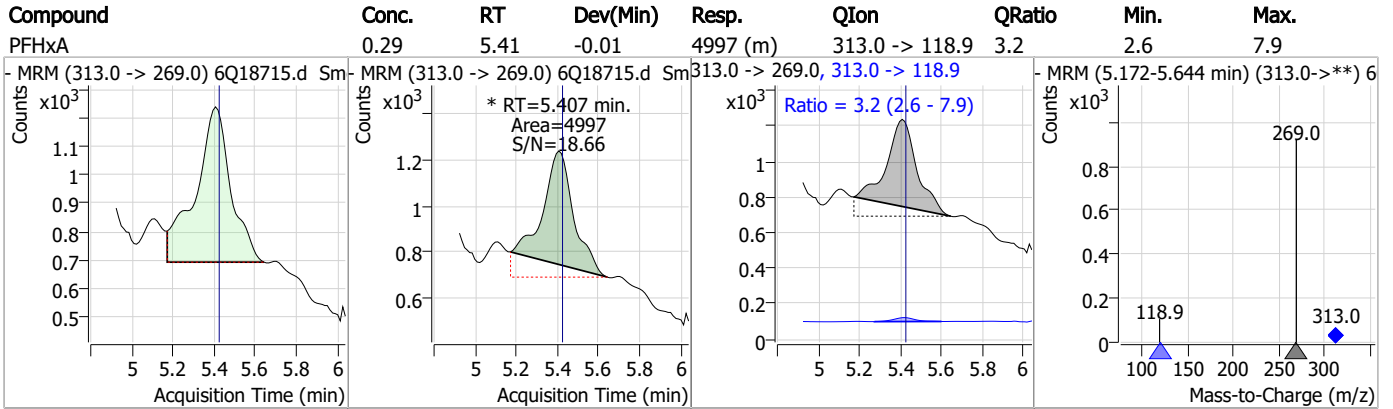 Compound Conc. RT Dev(Min) Resp. QIon QRatio Min. Max.
PFHxA 0.29 5.41 -0.01 4997 (m) 313.0 -> 118.9 3.2 2.6 7.9
- MRM (313.0 -> 269.0) 6Q18715.d Sm
x10³
Counts
1.1
1
0.9
0.8
0.7
0.6
0.5
5 5.2 5.4 5.6 5.8 6
Acquisition Time (min)
- MRM (313.0 -> 269.0) 6Q18715.d Sm
x10³
Counts
* RT=5.407 min.
Area=4997
S/N=18.66
1.2
1
0.8
0.6
5 5.2 5.4 5.6 5.8 6
Acquisition Time (min)
313.0 -> 269.0, 313.0 -> 118.9
x10³
Counts
Ratio = 3.2 (2.6 - 7.9)
1
0.8
0.6
0.4
0.2
0
5 5.2 5.4 5.6 5.8 6
Acquisition Time (min)
- MRM (5.172-5.644 min) (313.0->**) 6
x10³
Counts
269.0
0.8
0.6
0.4
0.2
0
118.9
313.0
100 150 200 250 300
Mass-to-Charge (m/z)